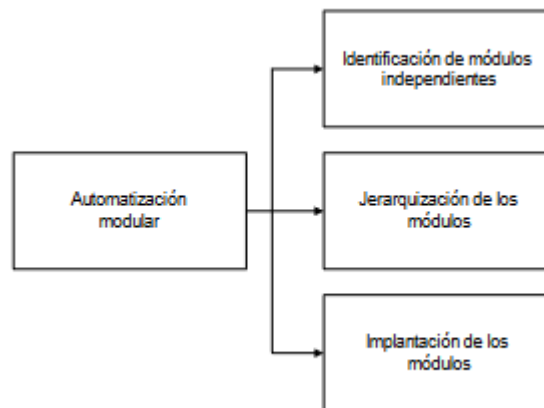 Identificación de módulos
independientes
Automatización
modular
Jerarquización de los
módulos
Implantación de los
módulos